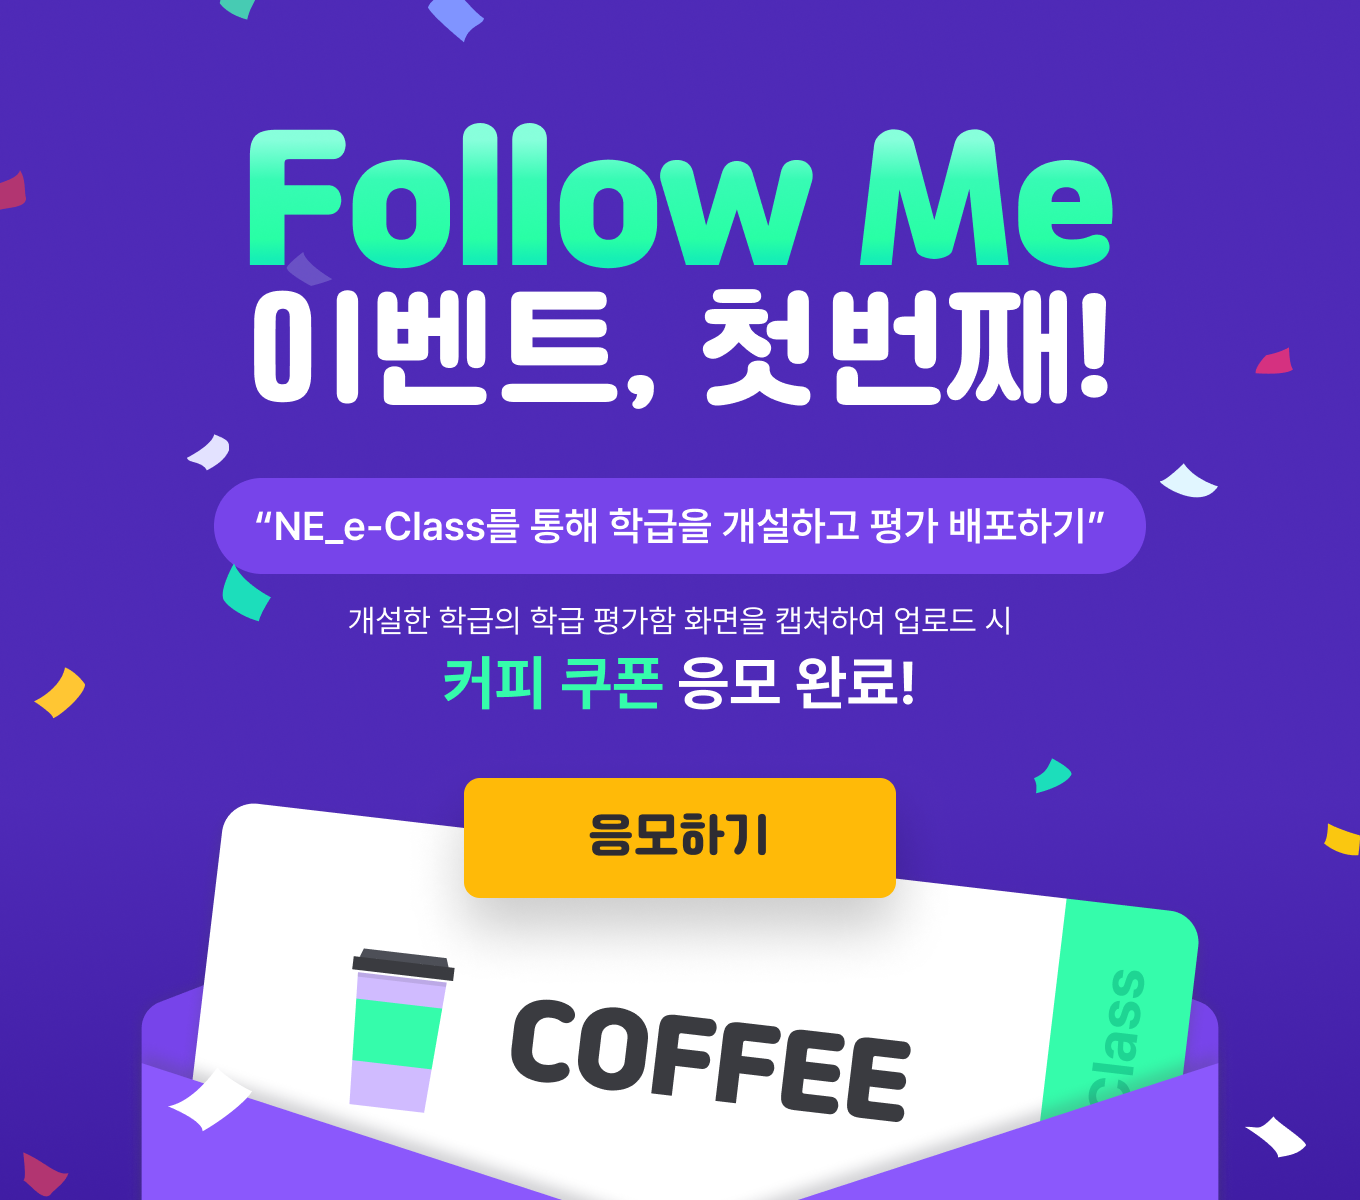 Follow Me
이벤트, 첫번째!
“NE_e-Class를 통해 학급을 개설하고 평가 배포하기”
개설한 학급의 학급 평가함 화면을 캡쳐하여 업로드 시
커피 쿠폰 응모 완료!
응모하기
COFFEE
class